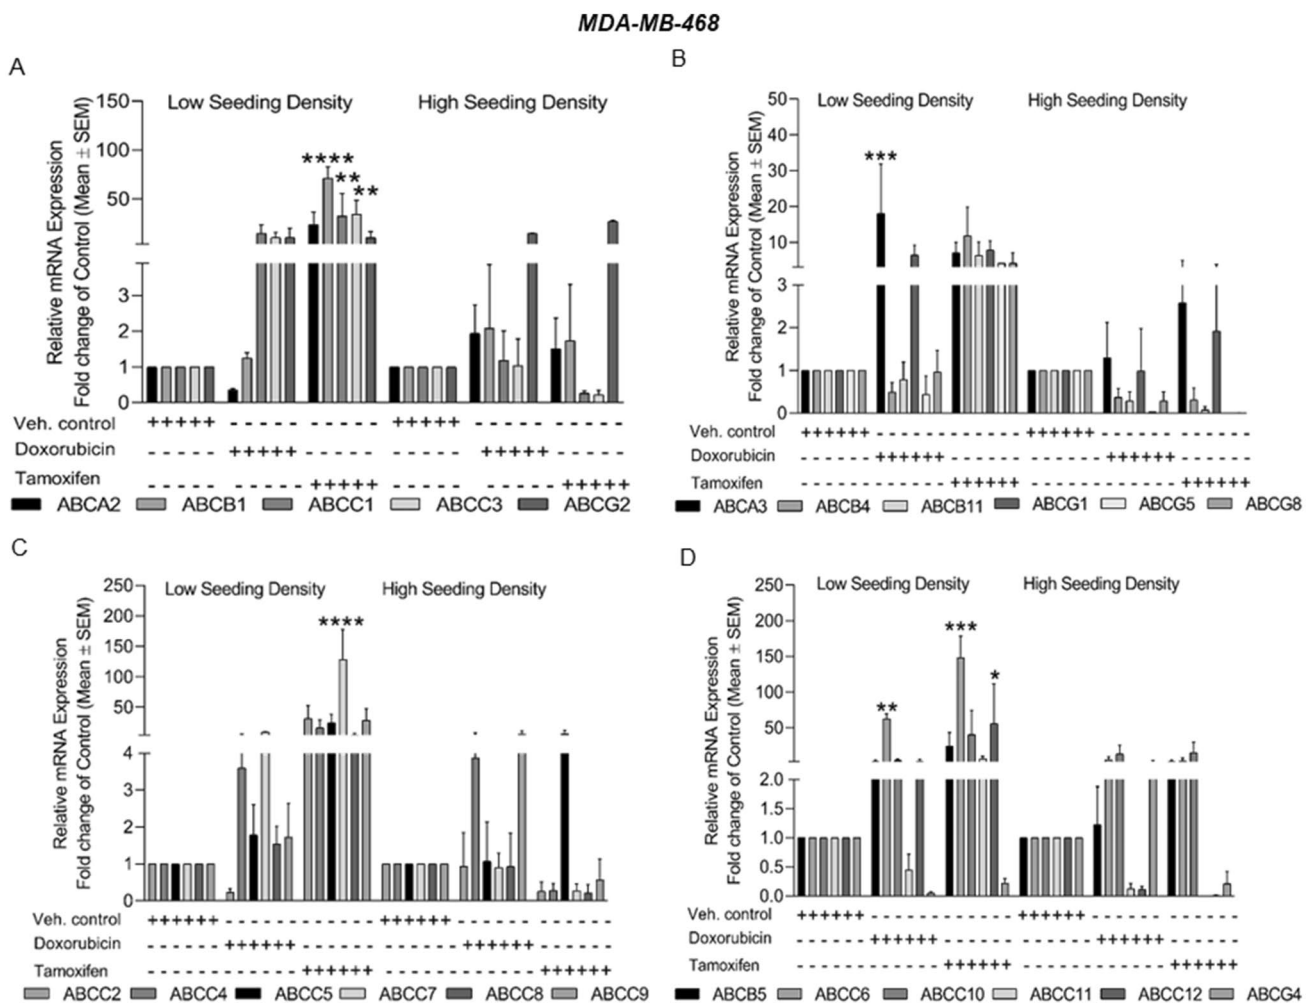 MDA-MB-468
A
Low Seeding Density High Seeding Density
Relative mRNA Expression
Fold change of Control (Mean ± SEM)
150
100
50
3
2
1
0
**** ** **
Veh. control +++++ ----- ----- +++++ ----- -----
Doxorubicin ----- +++++ ----- ----- +++++ -----
Tamoxifen ----- ----- +++++ ----- ----- +++++
ABCA2 ABCB1 ABCC1 ABCC3 ABCG2
B
Low Seeding Density High Seeding Density
Relative mRNA Expression
Fold change of Control (Mean ± SEM)
50
40
30
20
10
3
2
1
0
***
Veh. control ++++++ ------ ------ ++++++ ------ ------
Doxorubicin ------ ++++++ ------ ------ ++++++ ------
Tamoxifen ------ ------ ++++++ ------ ------ ++++++
ABCA3 ABCB4 ABCB11 ABCG1 ABCG5 ABCG8
C
Low Seeding Density High Seeding Density
Relative mRNA Expression
Fold change of Control (Mean ± SEM)
250
200
150
100
50
4
3
2
1
0
****
Veh. control ++++++ ------ ------ ++++++ ------ ------
Doxorubicin ------ ++++++ ------ ------ ++++++ ------
Tamoxifen ------ ------ ++++++ ------ ------ ++++++
ABCC2 ABCC4 ABCC5 ABCC7 ABCC8 ABCC9
D
Low Seeding Density High Seeding Density
Relative mRNA Expression
Fold change of Control (Mean ± SEM)
250
200
150
100
50
2.0
1.5
1.0
0.5
0.0
** *** *
Veh. control ++++++ ------ ------ ++++++ ------ ------
Doxorubicin ------ ++++++ ------ ------ ++++++ ------
Tamoxifen ------ ------ ++++++ ------ ------ ++++++
ABCB5 ABCC6 ABCC10 ABCC11 ABCC12 ABCG4